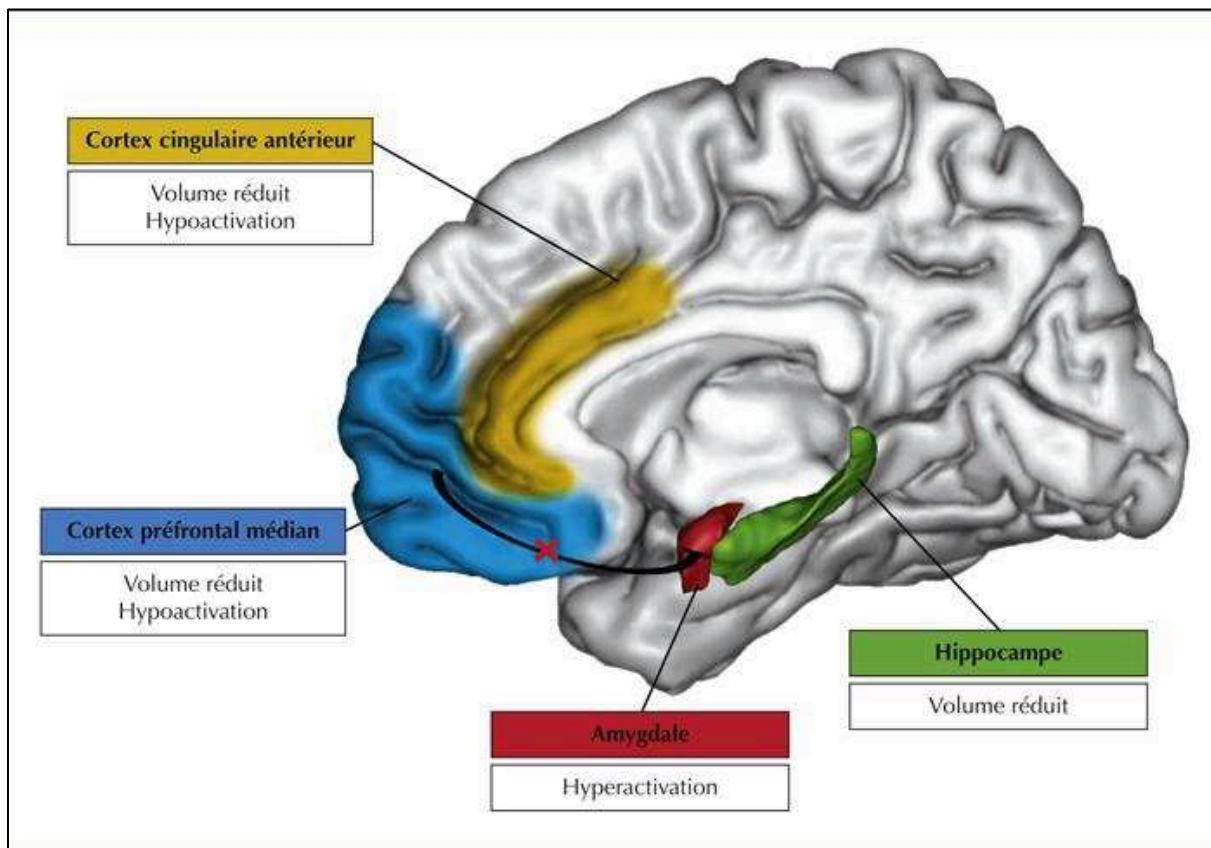 Cortex cingulaire antérieur
Volume réduit
Hypoactivation
Cortex préfrontal médian
Volume réduit
Hypoactivation
Hippocampe
Volume réduit
Amygdale
Hyperactivation